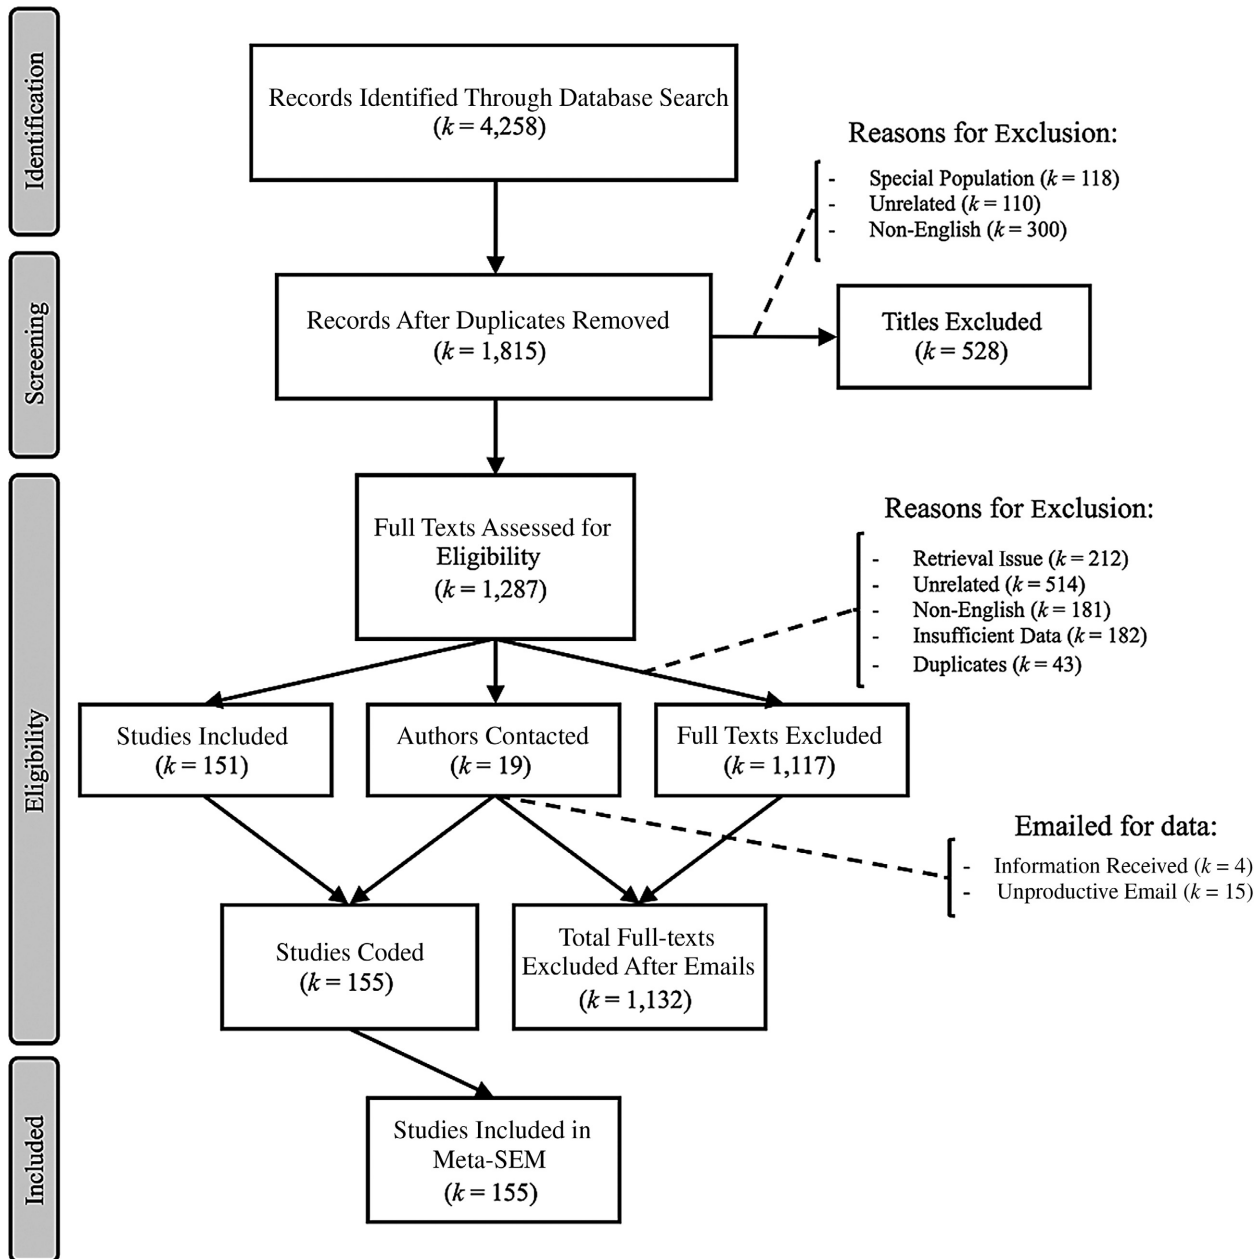 Identification
Records Identified Through Database Search
(k = 4,258)
Reasons for Exclusion:
- Special Population (k = 118)
- Unrelated (k = 110)
- Non-English (k = 300)
Screening
Records After Duplicates Removed
(k = 1,815)
Titles Excluded
(k = 528)
Eligibility
Full Texts Assessed for
Eligibility
(k = 1,287)
Reasons for Exclusion:
- Retrieval Issue (k = 212)
- Unrelated (k = 514)
- Non-English (k = 181)
- Insufficient Data (k = 182)
- Duplicates (k = 43)
Studies Included
(k = 151)
Authors Contacted
(k = 19)
Full Texts Excluded
(k = 1,117)
Emailed for data:
- Information Received (k = 4)
- Unproductive Email (k = 15)
Studies Coded
(k = 155)
Total Full-texts
Excluded After Emails
(k = 1,132)
Included
Studies Included in
Meta-SEM
(k = 155)